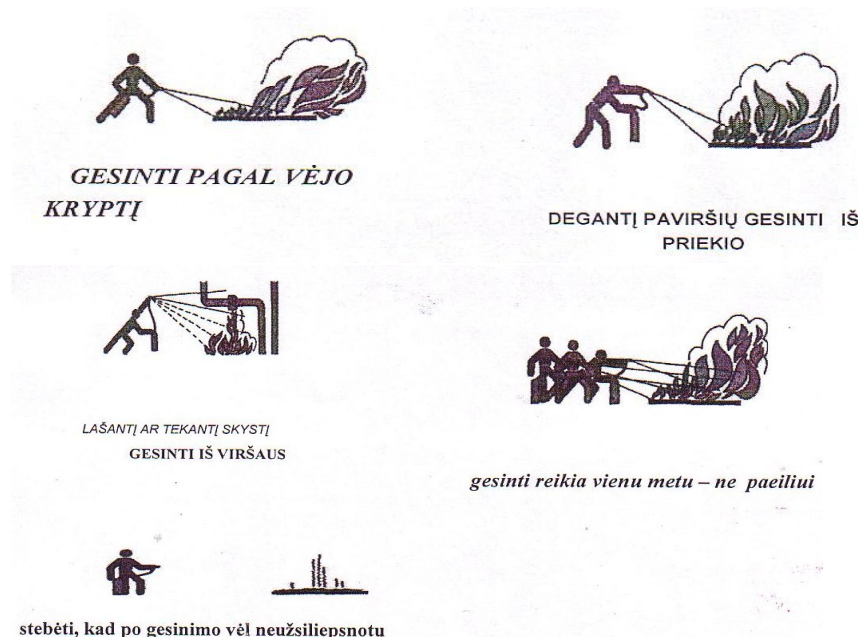 GESINTI PAGAL VĖJO
KRYPTĮ
DEGANTĮ PAVIRŠIŲ GESINTI IŠ
PRIEKIO
LAŠANTĮ AR TEKANTĮ SKYSTĮ
GESINTI IŠ VIRŠAUS
gesinti reikia vienu metu – ne paeiliui
stebėti, kad po gesinimo vėl neužsiliepsnotu